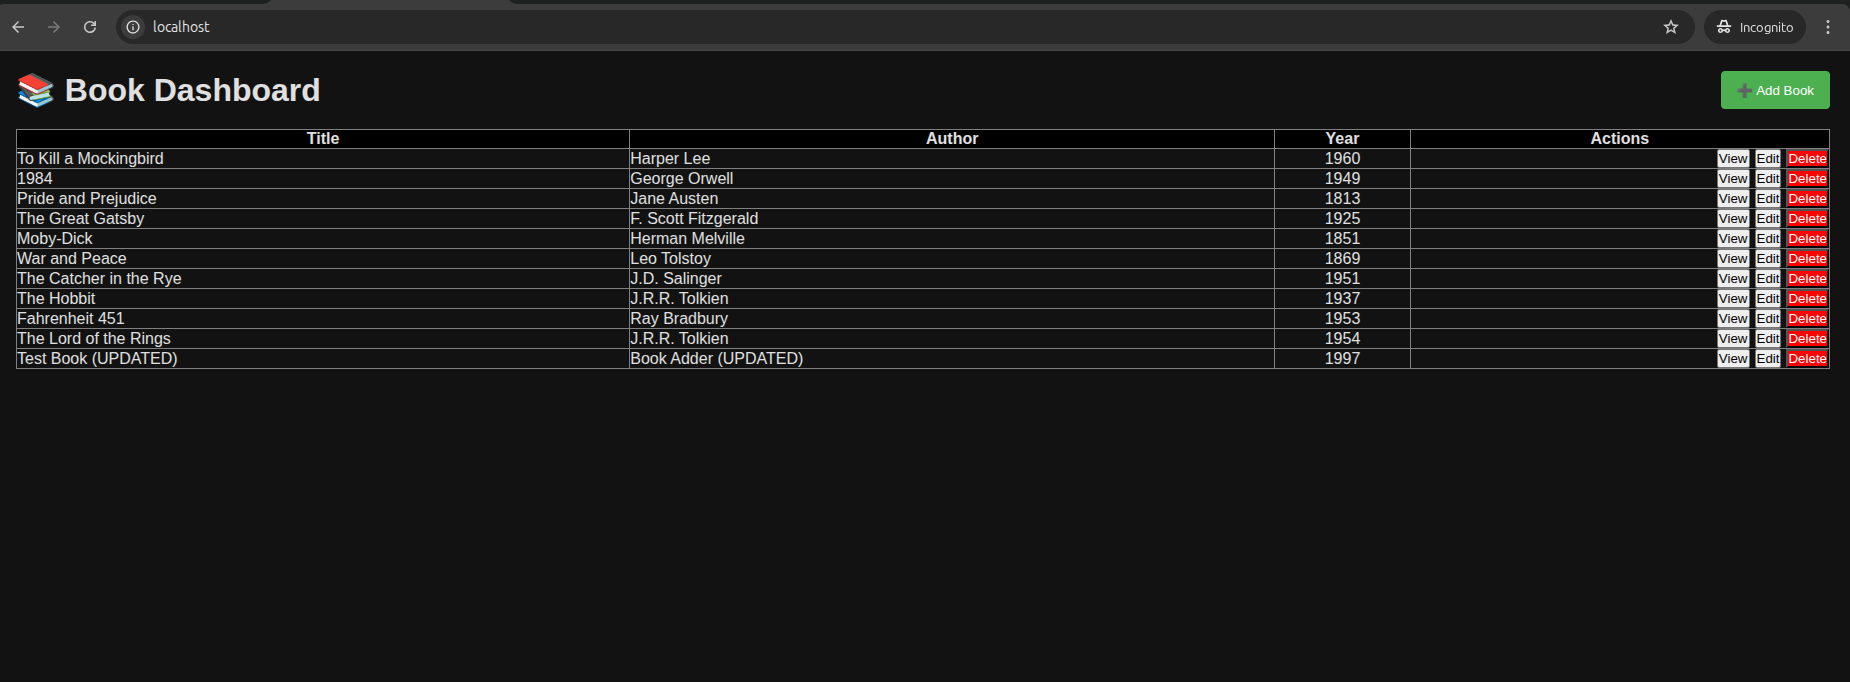 localhost
Incognito
Book Dashboard
Add Book
Title Author Year Actions
To Kill a Mockingbird Harper Lee 1960 View Edit Delete
1984 George Orwell 1949 View Edit Delete
Pride and Prejudice Jane Austen 1813 View Edit Delete
The Great Gatsby F. Scott Fitzgerald 1925 View Edit Delete
Moby-Dick Herman Melville 1851 View Edit Delete
War and Peace Leo Tolstoy 1869 View Edit Delete
The Catcher in the Rye J.D. Salinger 1951 View Edit Delete
The Hobbit J.R.R. Tolkien 1937 View Edit Delete
Fahrenheit 451 Ray Bradbury 1953 View Edit Delete
The Lord of the Rings J.R.R. Tolkien 1954 View Edit Delete
Test Book (UPDATED) Book Adder (UPDATED) 1997 View Edit Delete